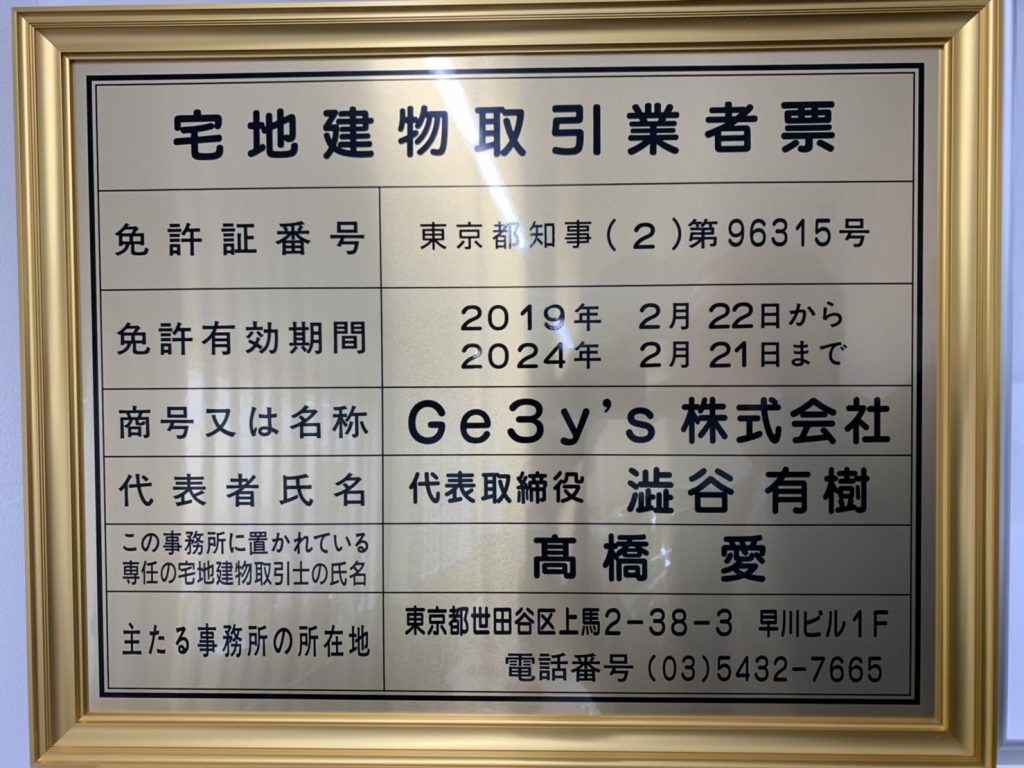 宅地建物取引業者票
免許証番号 東京都知事(2)第96315号
免許有効期間 2019年 2月22日から
2024年 2月21日まで
商号又は名称 Ge3y's 株式会社
代表者氏名 代表取締役 澁谷 有樹
この事務所に置かれている
専任の宅地建物取引士の氏名 髙橋 愛
主たる事務所の所在地 東京都世田谷区上馬2-38-3 早川ビル1F
電話番号(03)5432-7665